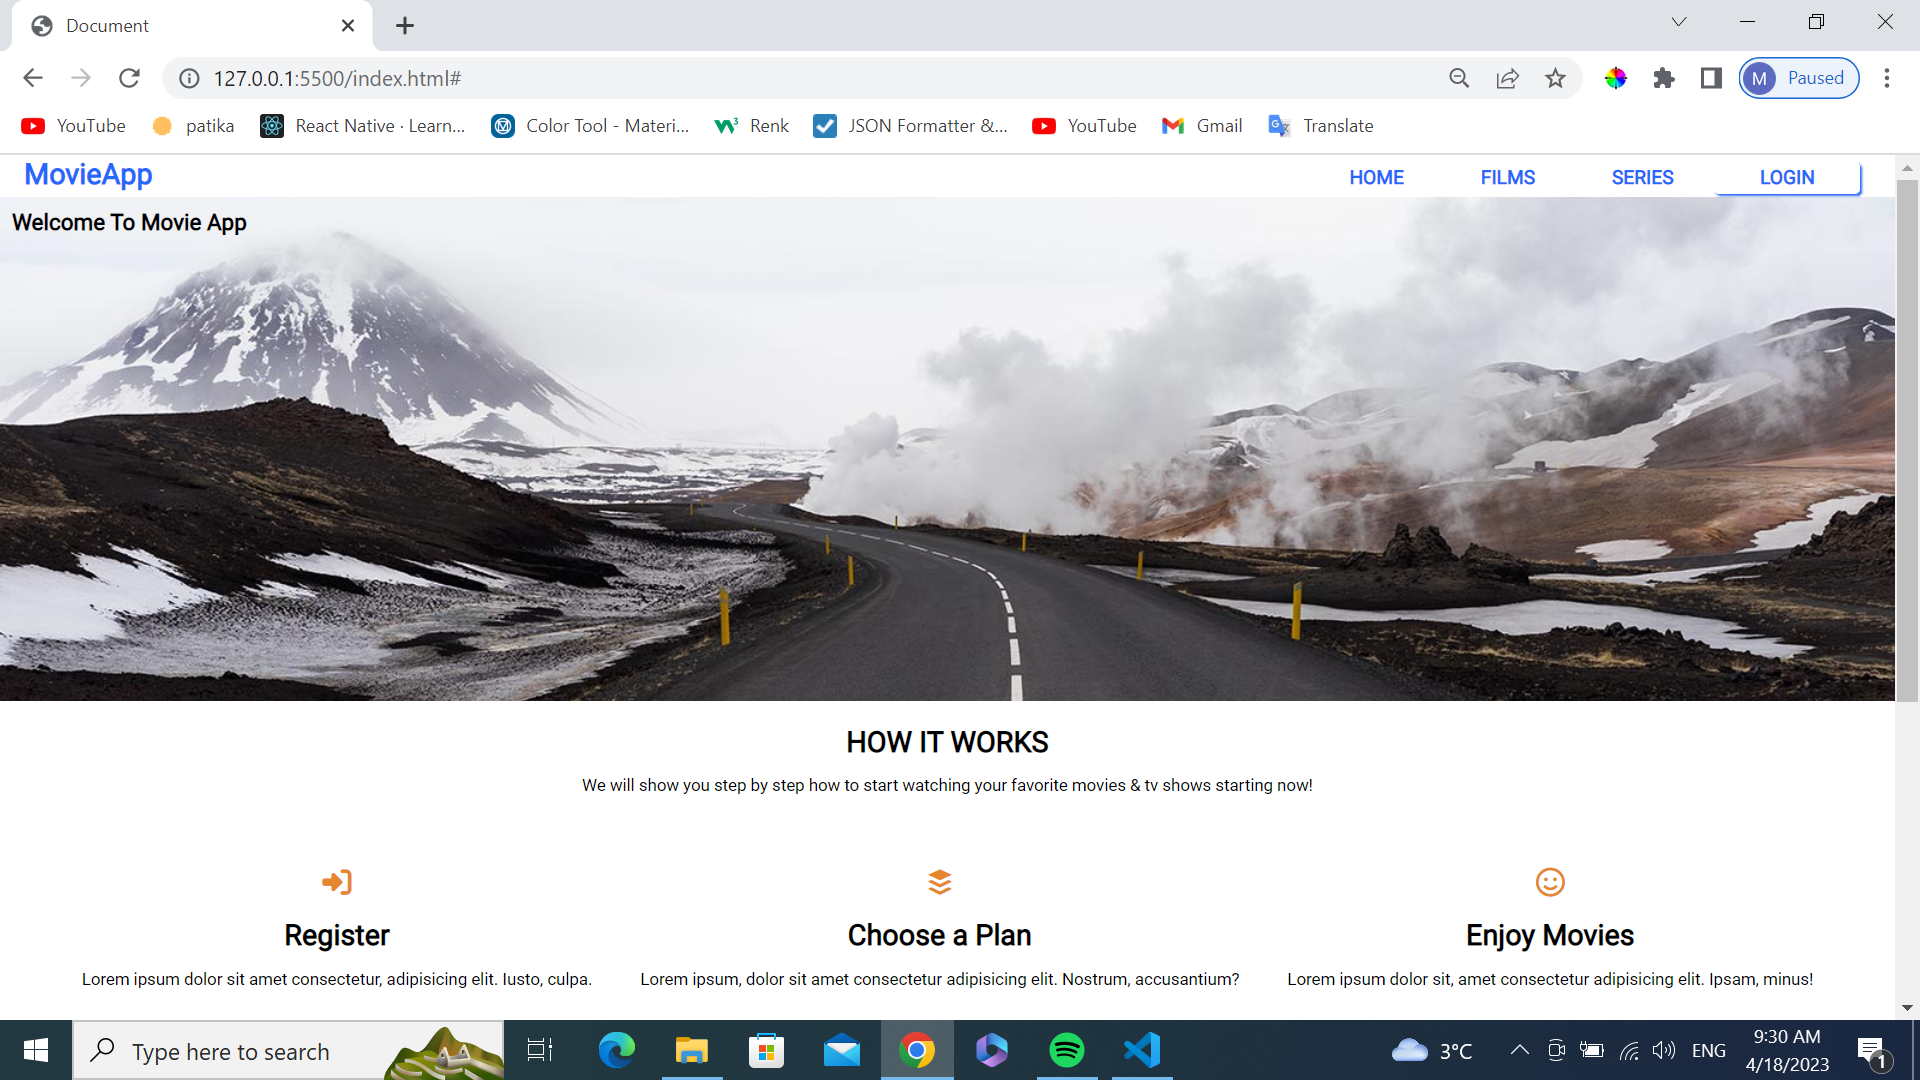 Document
127.0.0.1:5500/index.html#
M Paused
YouTube patika React Native · Learn... Color Tool - Materi... W3 Renk JSON Formatter &... YouTube Gmail Translate
MovieApp HOME FILMS SERIES LOGIN
Welcome To Movie App
HOW IT WORKS
We will show you step by step how to start watching your favorite movies & tv shows starting now!
Register Choose a Plan Enjoy Movies
Lorem ipsum dolor sit amet consectetur, adipisicing elit. Iusto, culpa. Lorem ipsum, dolor sit amet consectetur adipisicing elit. Nostrum, accusantium? Lorem ipsum dolor sit, amet consectetur adipisicing elit. Ipsam, minus!
Type here to search 3°C ENG 9:30 AM 1
4/18/2023